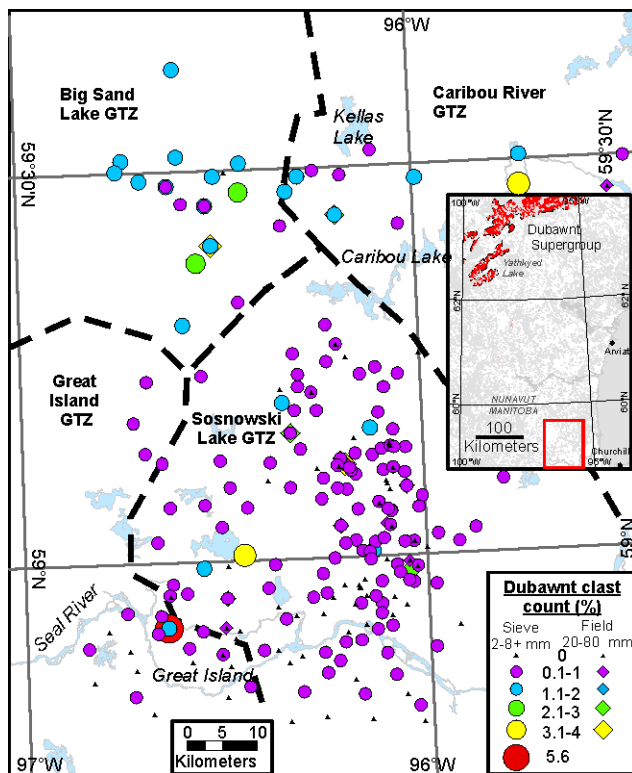 96°W
Big Sand
Lake GTZ
Caribou River
GTZ
Kellas
Lake
59°30'N
59°30'N
Caribou Lake
100°W
95°W
Dubawnt
Supergroup
Yathkyed
Lake
62°N
62°N
Arviat
NUNAVUT
MANITOBA
60°N
60°N
100
Kilometers
Churchill
100°W
95°W
Great
Island
GTZ
Sosnowski
Lake GTZ
59°N
59°N
Seal River
Great Island
0 5 10
Kilometers
97°W
96°W
Dubawnt clast
count (%)
Sieve Field
2-8+ mm 20-80 mm
0
0.1-1
1.1-2
2.1-3
3.1-4
5.6